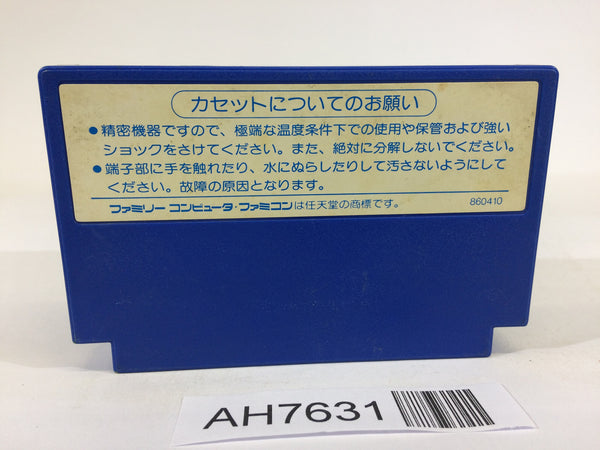 カセットについてのお願い
●精密機器ですので、極端な温度条件下での使用や保管および強い
ショックをさけてください。また、絶対に分解しないでください。
●端子部に手を触れたり、水にぬらしたりして汚さないようにして
ください。故障の原因となります。
ファミリーコンピュータ・ファミコンは任天堂の商標です。 860410
AH7631